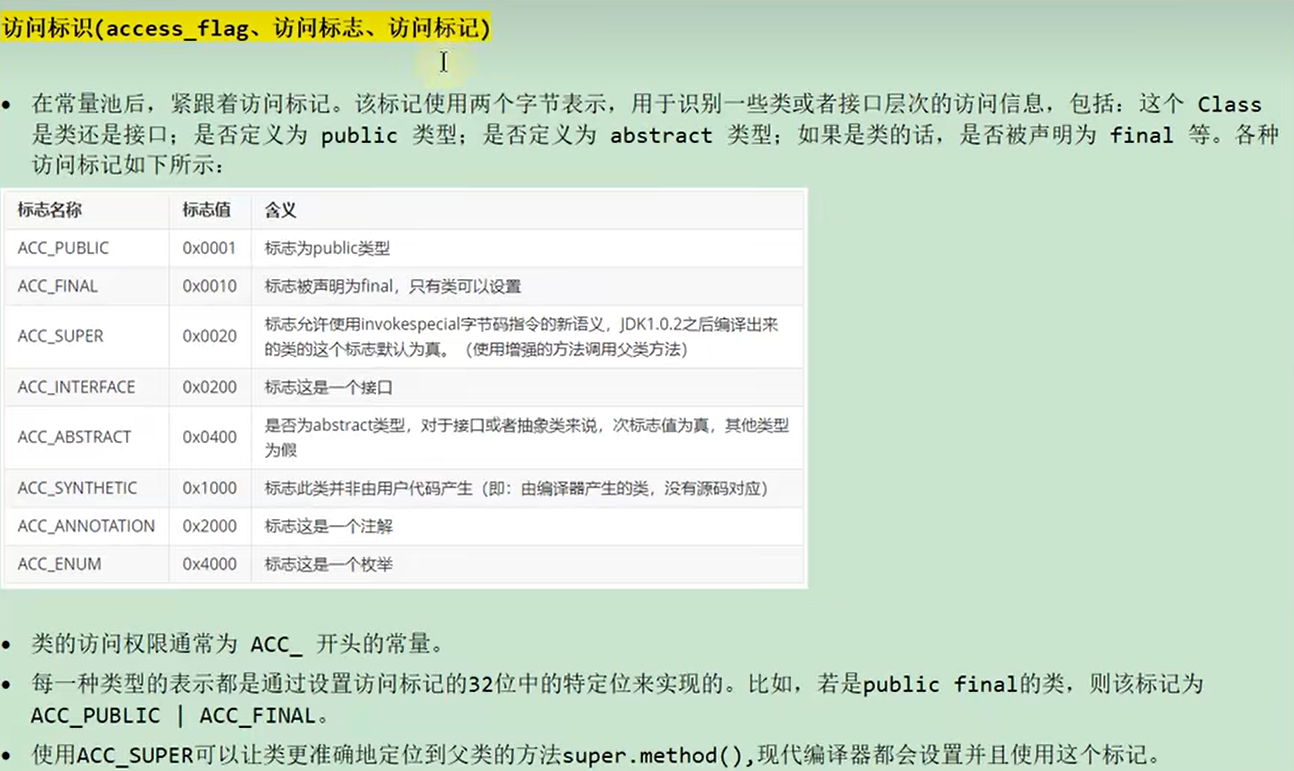 访问标识(access_flag、访问标志、访问标记)
• 在常量池后，紧跟着访问标记。该标记使用两个字节表示，用于识别一些类或者接口层次的访问信息，包括：这个 Class
是类还是接口；是否定义为 public 类型；是否定义为 abstract 类型；如果是类的话，是否被声明为 final 等。各种
访问标记如下所示：
标志名称 标志值 含义
ACC_PUBLIC 0x0001 标志为public类型
ACC_FINAL 0x0010 标志被声明为final，只有类可以设置
ACC_SUPER 0x0020 标志允许使用invokespecial字节码指令的新语义，JDK1.0.2之后编译出来
的类的这个标志默认为真。（使用增强的方法调用父类方法）
ACC_INTERFACE 0x0200 标志这是一个接口
ACC_ABSTRACT 0x0400 是否为abstract类型，对于接口或者抽象类来说，次标志值为真，其他类型
为假
ACC_SYNTHETIC 0x1000 标志此类并非由用户代码产生（即：由编译器产生的类，没有源码对应）
ACC_ANNOTATION 0x2000 标志这是一个注解
ACC_ENUM 0x4000 标志这是一个枚举
• 类的访问权限通常为 ACC_ 开头的常量。
• 每一种类型的表示都是通过设置访问标记的32位中的特定位来实现的。比如，若是public final的类，则该标记为
ACC_PUBLIC | ACC_FINAL。
• 使用ACC_SUPER可以让类更准确地定位到父类的方法super.method(),现代编译器都会设置并且使用这个标记。